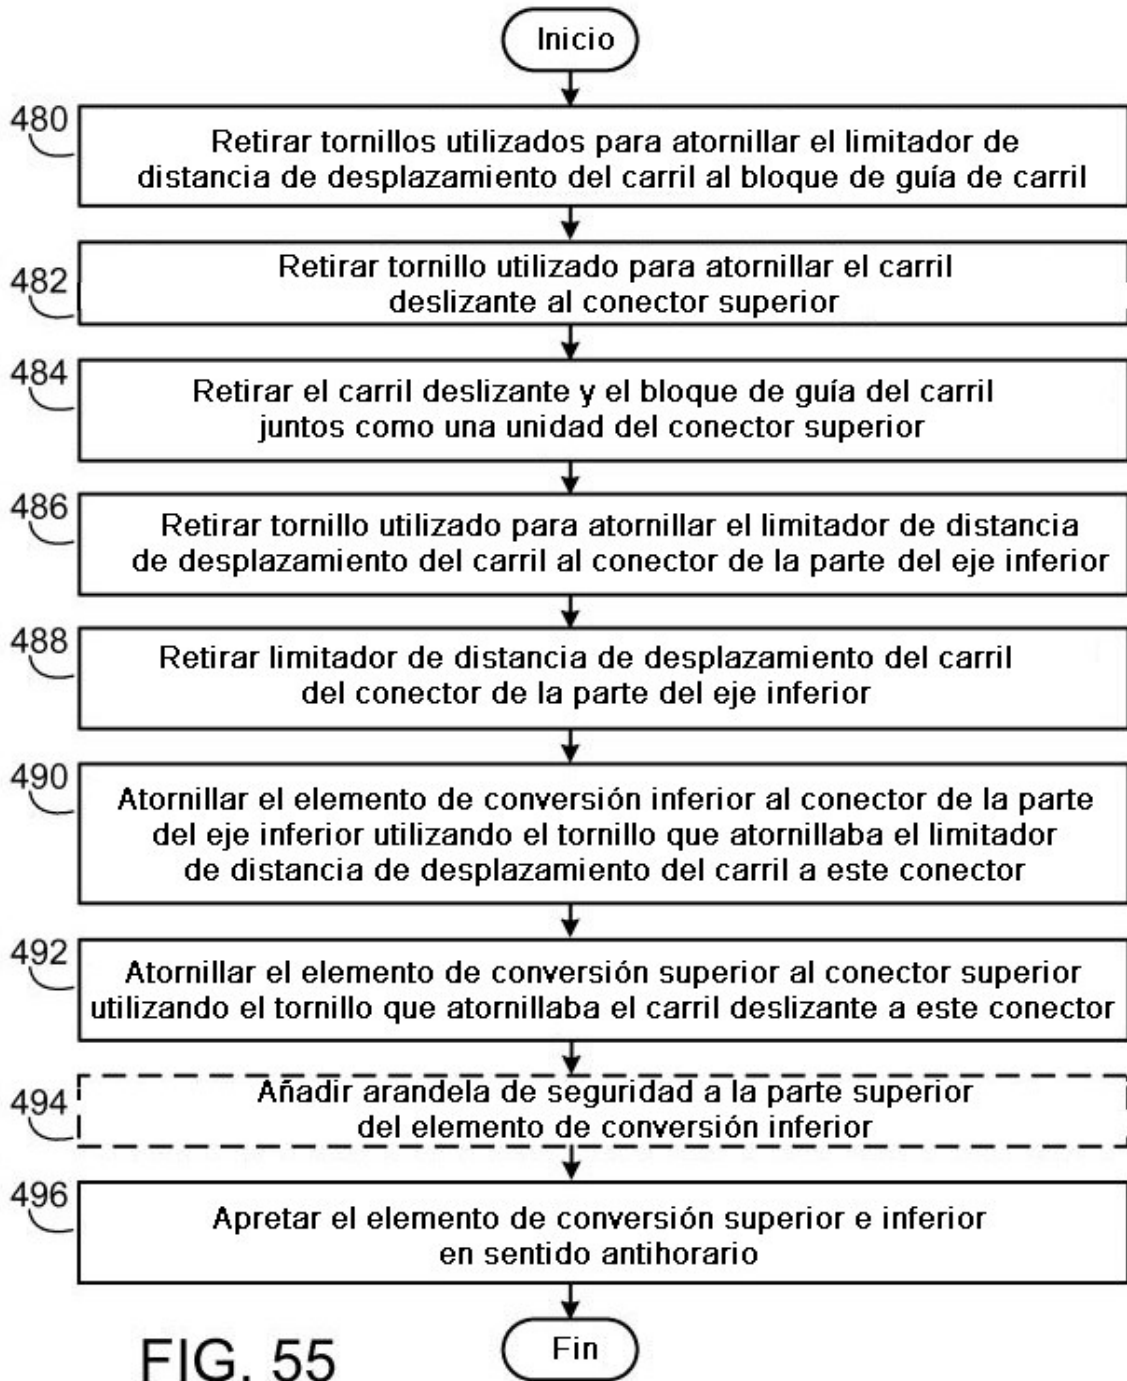 Inicio
480
Retirar tornillos utilizados para atornillar el limitador de
distancia de desplazamiento del carril al bloque de guía de carril
482
Retirar tornillo utilizado para atornillar el carril
deslizante al conector superior
484
Retirar el carril deslizante y el bloque de guía del carril
juntos como una unidad del conector superior
486
Retirar tornillo utilizado para atornillar el limitador de distancia
de desplazamiento del carril al conector de la parte del eje inferior
488
Retirar limitador de distancia de desplazamiento del carril
del conector de la parte del eje inferior
490
Atornillar el elemento de conversión inferior al conector de la parte
del eje inferior utilizando el tornillo que atornillaba el limitador
de distancia de desplazamiento del carril a este conector
492
Atornillar el elemento de conversión superior al conector superior
utilizando el tornillo que atornillaba el carril deslizante a este conector
494
Añadir arandela de seguridad a la parte superior
del elemento de conversión inferior
496
Apretar el elemento de conversión superior e inferior
en sentido antihorario
Fin
FIG. 55